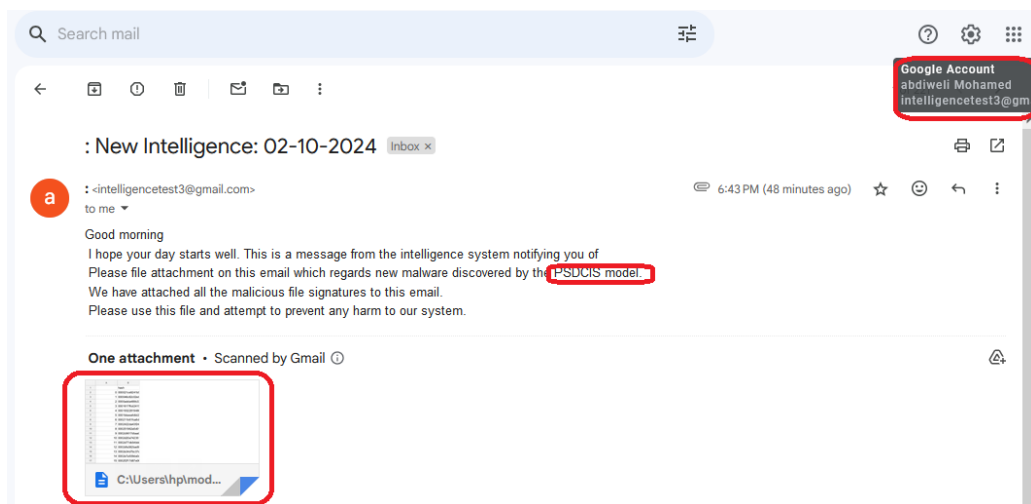 Search mail
Google Account
abdiweli Mohamed
intelligencetest3@gm
: New Intelligence: 02-10-2024 Inbox ×
a
: <intelligencetest3@gmail.com>
6:43 PM (48 minutes ago)
to me
Good morning
I hope your day starts well. This is a message from the intelligence system notifying you of
Please file attachment on this email which regards new malware discovered by the PSDCIS model.
We have attached all the malicious file signatures to this email.
Please use this file and attempt to prevent any harm to our system.
One attachment • Scanned by Gmail
C:\Users\hp\mod...